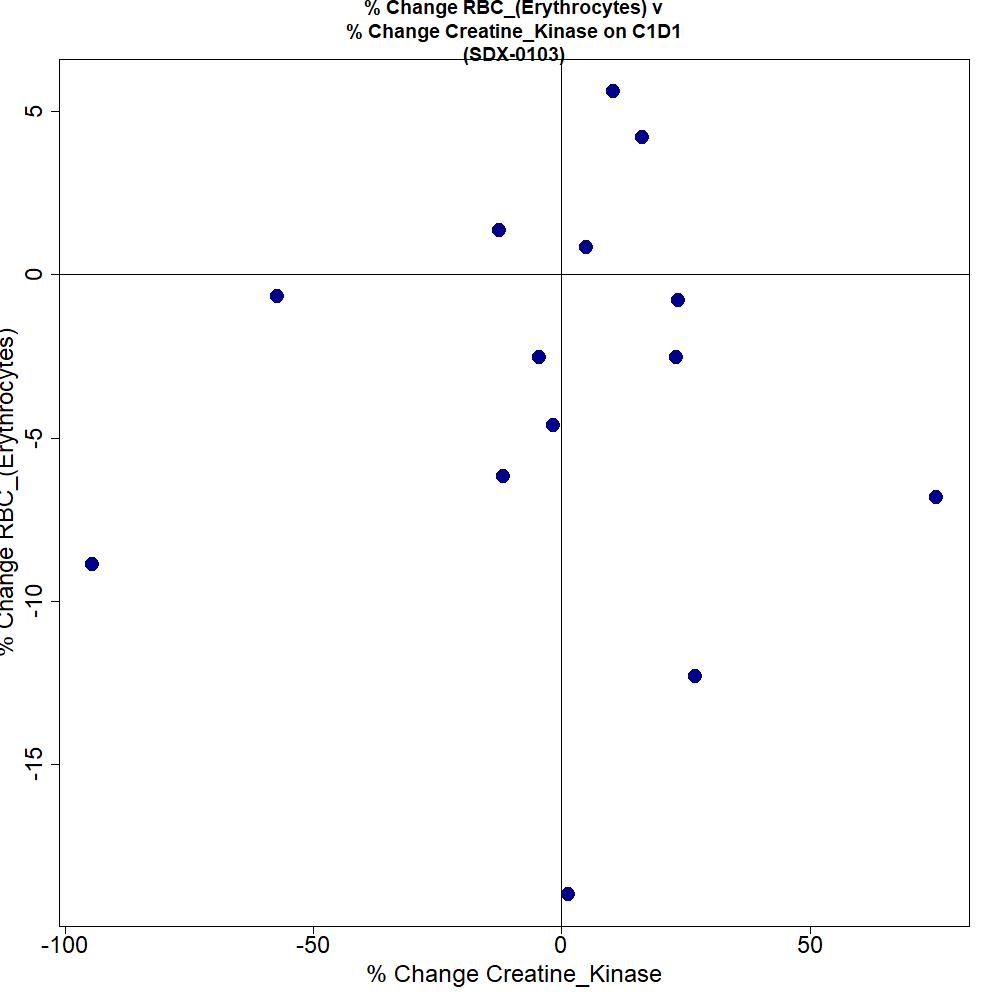 % Change RBC_(Erythrocytes) v
% Change Creatine_Kinase on C1D1
(SDX-0103)
% Change RBC_(Erythrocytes)
5
0
-5
-10
-15
-100
-50
0
50
% Change Creatine_Kinase